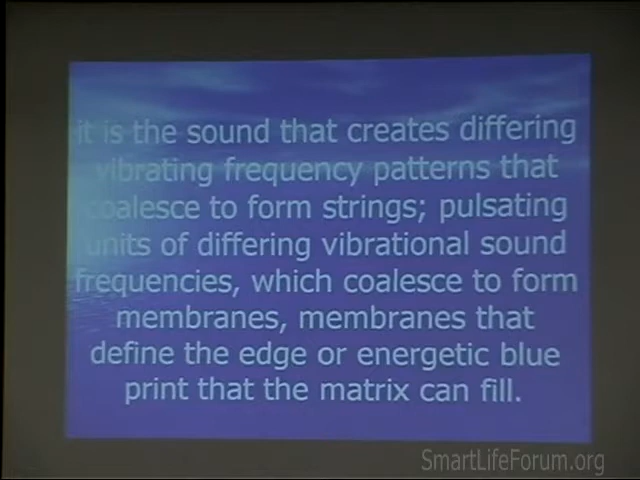 it is the sound that creates differing
vibrating frequency patterns that
coalesce to form strings; pulsating
units of differing vibrational sound
frequencies, which coalesce to form
membranes, membranes that
define the edge or energetic blue
print that the matrix can fill.
SmartLifeForum.org